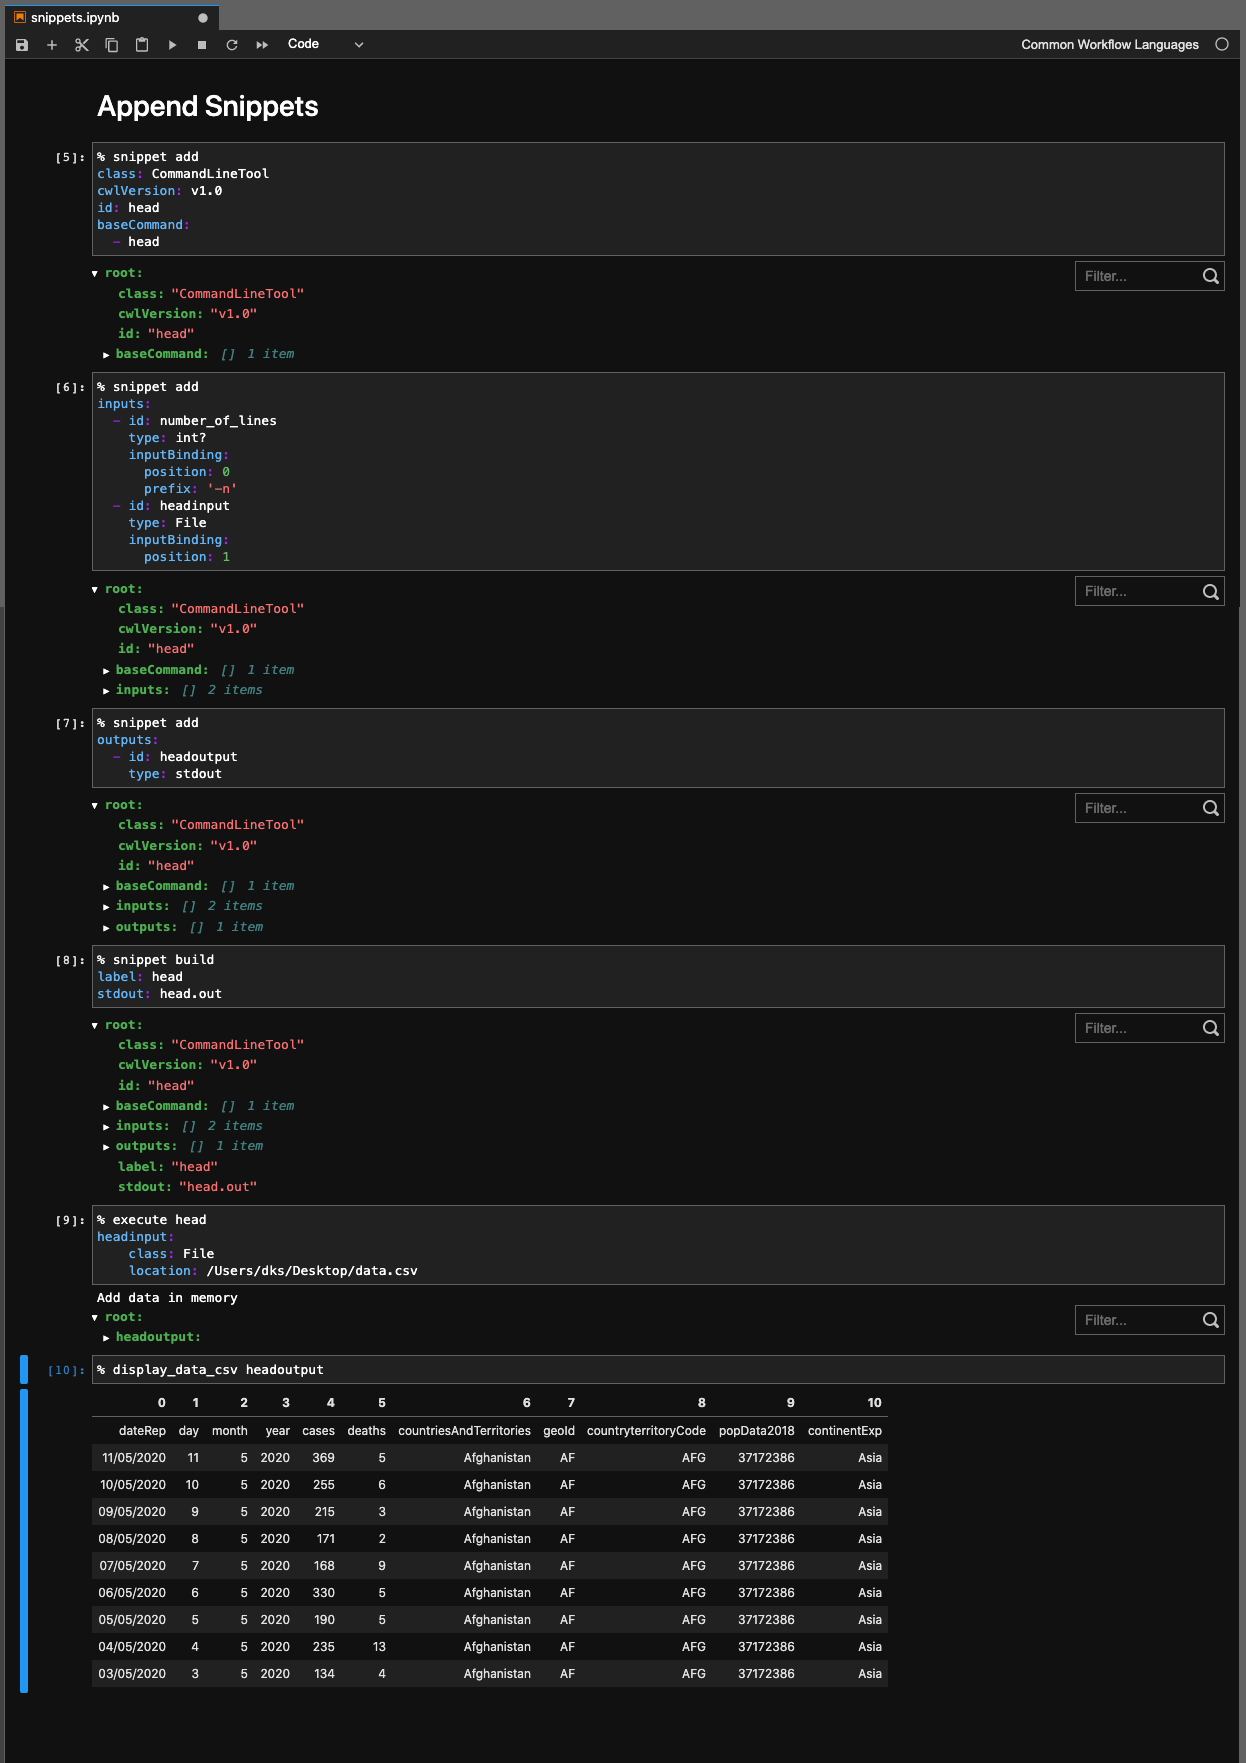 snippets.ipynb
Code
Common Workflow Languages
Append Snippets
[5]:
% snippet add
class: CommandLineTool
cwlVersion: v1.0
id: head
baseCommand:
  - head
root:
Filter...
class: "CommandLineTool"
cwlVersion: "v1.0"
id: "head"
baseCommand: [] 1 item
[6]:
% snippet add
inputs:
  - id: number_of_lines
    type: int?
    inputBinding:
      position: 0
      prefix: '-n'
  - id: headinput
    type: File
    inputBinding:
      position: 1
root:
Filter...
class: "CommandLineTool"
cwlVersion: "v1.0"
id: "head"
baseCommand: [] 1 item
inputs: [] 2 items
[7]:
% snippet add
outputs:
  - id: headoutput
    type: stdout
root:
Filter...
class: "CommandLineTool"
cwlVersion: "v1.0"
id: "head"
baseCommand: [] 1 item
inputs: [] 2 items
outputs: [] 1 item
[8]:
% snippet build
label: head
stdout: head.out
root:
Filter...
class: "CommandLineTool"
cwlVersion: "v1.0"
id: "head"
baseCommand: [] 1 item
inputs: [] 2 items
outputs: [] 1 item
label: "head"
stdout: "head.out"
[9]:
% execute head
headinput:
    class: File
    location: /Users/dks/Desktop/data.csv
Add data in memory
root:
Filter...
headoutput:
[10]:
% display_data_csv headoutput
0 1 2 3 4 5 6 7 8 9 10
dateRep day month year cases deaths countriesAndTerritories geoId countryterritoryCode popData2018 continentExp
11/05/2020 11 5 2020 369 5 Afghanistan AF AFG 37172386 Asia
10/05/2020 10 5 2020 255 6 Afghanistan AF AFG 37172386 Asia
09/05/2020 9 5 2020 215 3 Afghanistan AF AFG 37172386 Asia
08/05/2020 8 5 2020 171 2 Afghanistan AF AFG 37172386 Asia
07/05/2020 7 5 2020 168 9 Afghanistan AF AFG 37172386 Asia
06/05/2020 6 5 2020 330 5 Afghanistan AF AFG 37172386 Asia
05/05/2020 5 5 2020 190 5 Afghanistan AF AFG 37172386 Asia
04/05/2020 4 5 2020 235 13 Afghanistan AF AFG 37172386 Asia
03/05/2020 3 5 2020 134 4 Afghanistan AF AFG 37172386 Asia